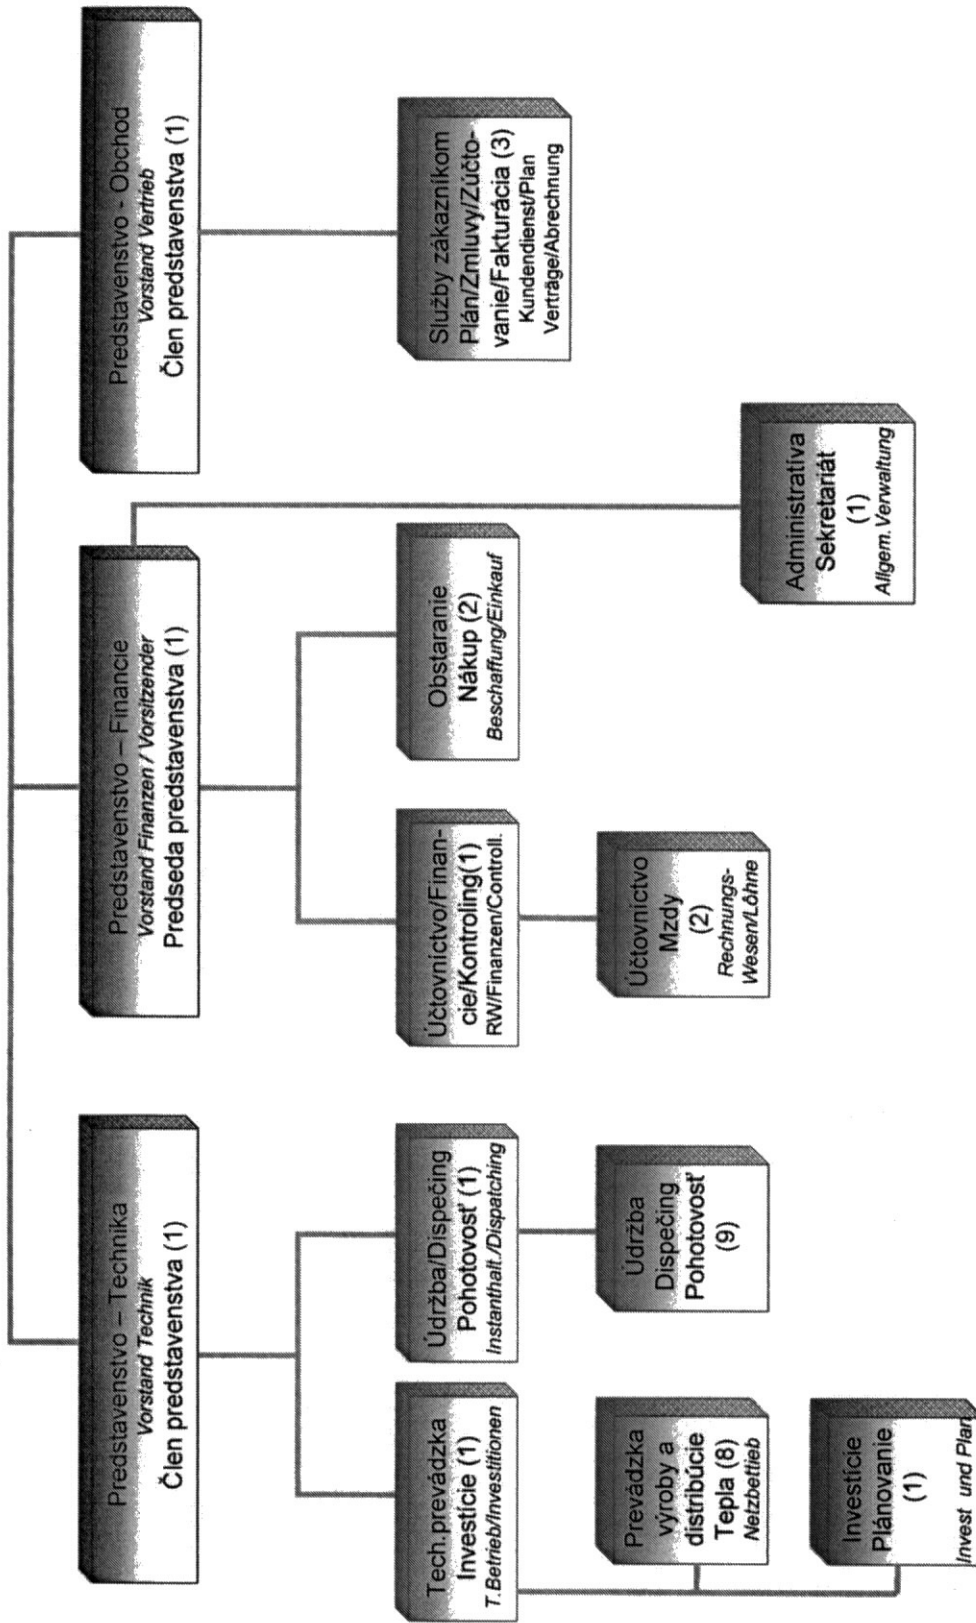 Predstavenstvo – Technika
Vorstand Technik
Člen predstavenstva (1)
Predstavenstvo – Financie
Vorstand Finanzen / Vorsitzender
Predseda predstavenstva (1)
Predstavenstvo - Obchod
Vorstand Vertrieb
Člen predstavenstva (1)
Tech.prevádzka
Investície (1)
T.Betrieb/Investitionen
Údržba/Dispečing
Pohotovosť (1)
Instanthalt./Dispatching
Účtovníctvo/Finan-
cie/Kontroling(1)
RW/Finanzen/Controll.
Obstaranie
Nákup (2)
Beschaffung/Einkauf
Služby zákazníkom
Plán/Zmluvy/Zúčto-
vanie/Fakturácia (3)
Kundendienst/Plan
Verträge/Abrechnung
Prevádzka
výroby a
distribúcie
Tepla (8)
Netzbettieb
Údržba
Dispečing
Pohotovosť
(9)
Účtovníctvo
Mzdy
(2)
Rechnungs-
Wesen/Löhne
Administratíva
Sekretariát
(1)
Allgem.Verwaltung
Investície
Plánovanie
(1)
Invest und Plan